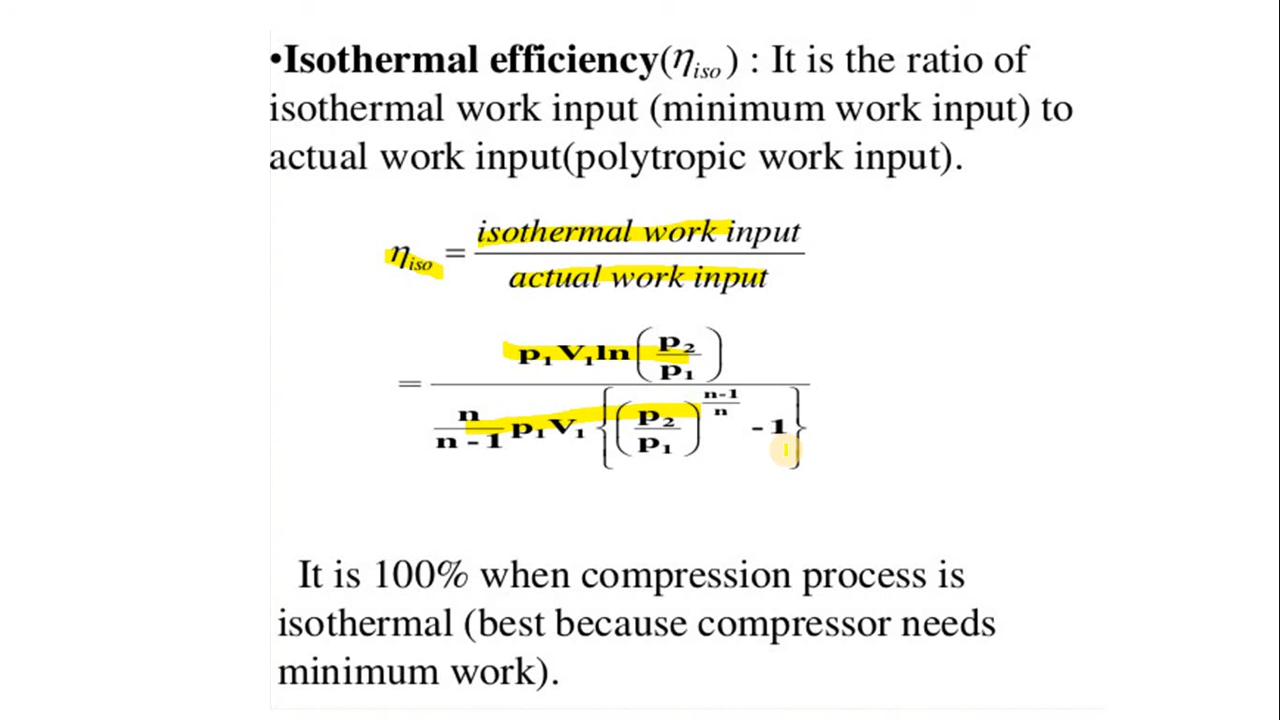 •Isothermal efficiency(ηiso) : It is the ratio of
isothermal work input (minimum work input) to
actual work input(polytropic work input).
ηiso = isothermal work input
actual work input
= p₁V₁ln(p₂/p₁)
n/(n - 1) p₁V₁ {(p₂/p₁)^((n-1)/n) - 1}
It is 100% when compression process is
isothermal (best because compressor needs
minimum work).